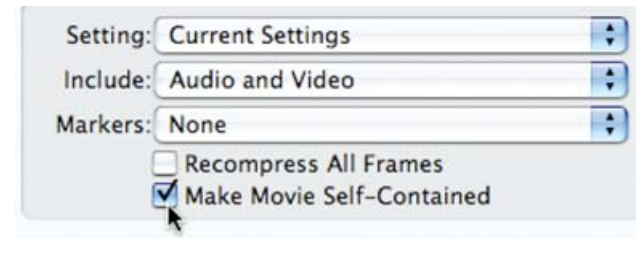 Setting: Current Settings
Include: Audio and Video
Markers: None
Recompress All Frames
Make Movie Self-Contained